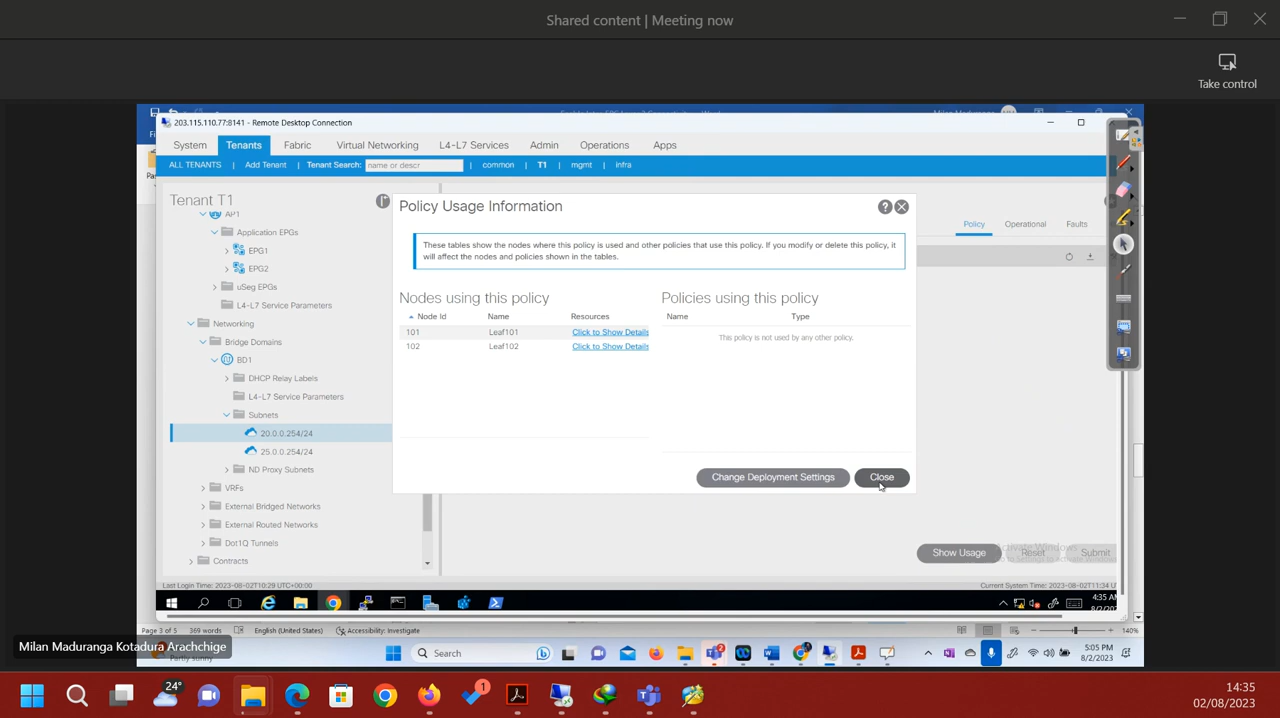 Shared content | Meeting now
Take control
203.115.110.77:8141 - Remote Desktop Connection
System Tenants Fabric Virtual Networking L4-L7 Services Admin Operations Apps
ALL TENANTS | Add Tenant | Tenant Search: name or descr | common | T1 | mgmt | infra
Tenant T1
AP1
Application EPGs
EPG1
EPG2
uSeg EPGs
L4-L7 Service Parameters
Networking
Bridge Domains
BD1
DHCP Relay Labels
L4-L7 Service Parameters
Subnets
20.0.0.254/24
25.0.0.254/24
ND Proxy Subnets
VRFs
External Bridged Networks
External Routed Networks
Dot1Q Tunnels
Contracts
Policy Usage Information
These tables show the nodes where this policy is used and other policies that use this policy. If you modify or delete this policy, it
will affect the nodes and policies shown in the tables.
Nodes using this policy
Node Id Name Resources
101 Leaf101 Click to Show Details
102 Leaf102 Click to Show Details
Policies using this policy
Name Type
This policy is not used by any other policy.
Change Deployment Settings Close
Policy Operational Faults
Show Usage Reset Submit
Last Login Time: 2023-08-02T10:29 UTC+00:00
Current System Time: 2023-08-02T11:34
4:35
Page 3 of 5 369 words English (United States) Accessibility: Investigate
140%
Milan Maduranga Kotadura Arachchige
Partly sunny
Search
5:05 PM
8/2/2023
24°
1
14:35
02/08/2023